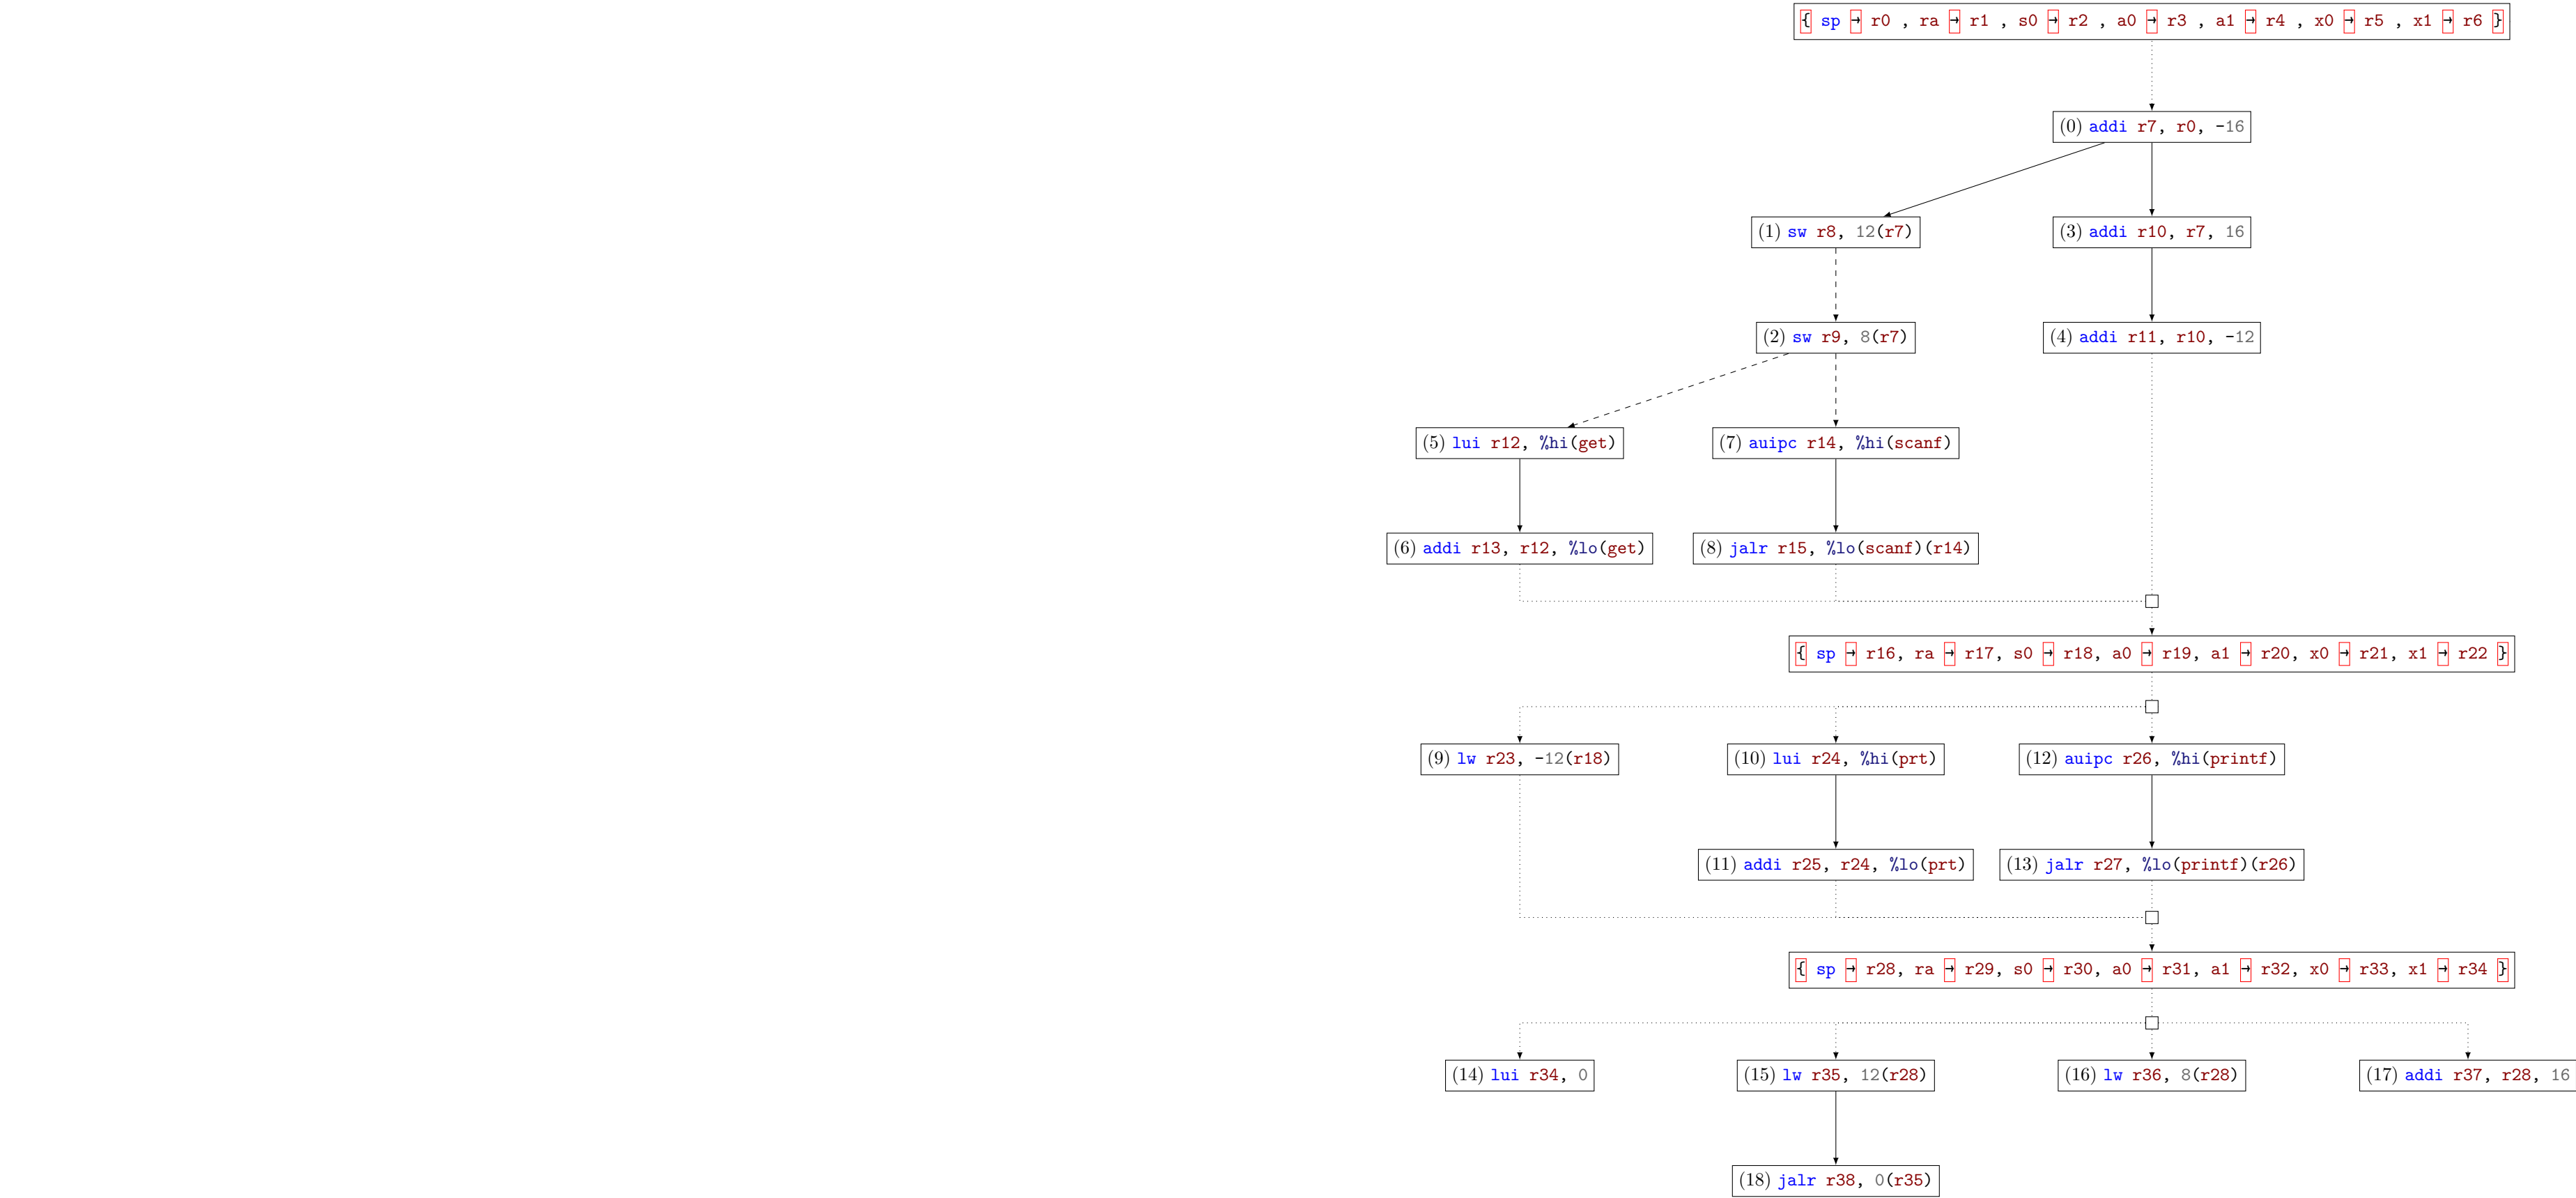 { sp → r0 , ra → r1 , s0 → r2 , a0 → r3 , a1 → r4 , x0 → r5 , x1 → r6 }
(0) addi r7, r0, -16
(1) sw r8, 12(r7)
(3) addi r10, r7, 16
(2) sw r9, 8(r7)
(4) addi r11, r10, -12
(5) lui r12, %hi(get)
(7) auipc r14, %hi(scanf)
(6) addi r13, r12, %lo(get)
(8) jalr r15, %lo(scanf)(r14)
{ sp → r16, ra → r17, s0 → r18, a0 → r19, a1 → r20, x0 → r21, x1 → r22 }
(9) lw r23, -12(r18)
(10) lui r24, %hi(prt)
(12) auipc r26, %hi(printf)
(11) addi r25, r24, %lo(prt)
(13) jalr r27, %lo(printf)(r26)
{ sp → r28, ra → r29, s0 → r30, a0 → r31, a1 → r32, x0 → r33, x1 → r34 }
(14) lui r34, 0
(15) lw r35, 12(r28)
(16) lw r36, 8(r28)
(17) addi r37, r28, 16
(18) jalr r38, 0(r35)